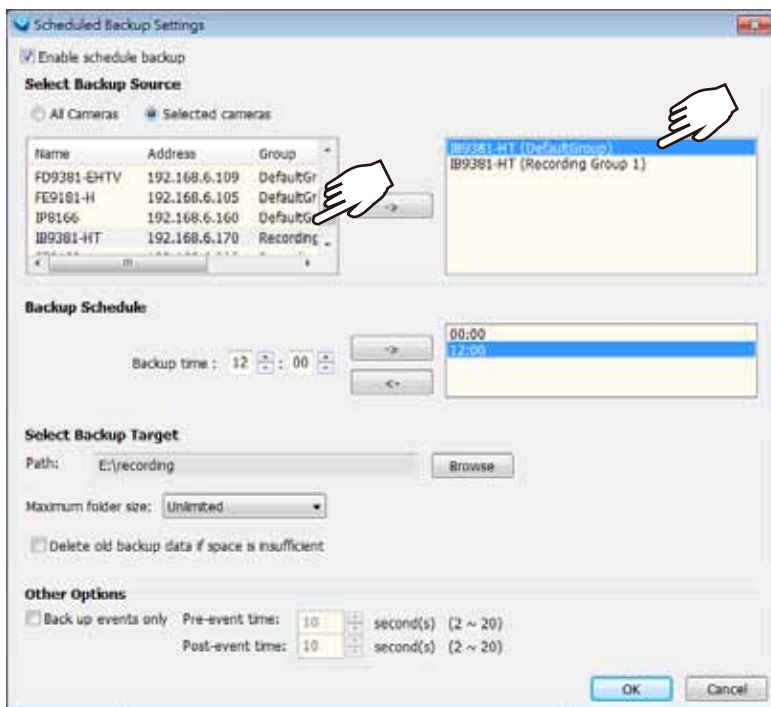 Scheduled Backup Settings
Enable schedule backup
Select Backup Source
All Cameras Selected cameras
Name Address Group
FD9381-EHTV 192.168.6.109 DefaultGr
FE9181-H 192.168.6.105 DefaultGr
IP8166 192.168.6.160 DefaultG
IB9381-HT 192.168.6.170 Recording
->
IB9381-HT (DefaultGroup)
IB9381-HT (Recording Group 1)
Backup Schedule
Backup time : 12 : 00
->
<-
00:00
12:00
Select Backup Target
Path: E:\recording Browse
Maximum folder size: Unlimited
Delete old backup data if space is insufficient
Other Options
Back up events only Pre-event time: 10 second(s) (2 ~ 20)
Post-event time: 10 second(s) (2 ~ 20)
OK Cancel